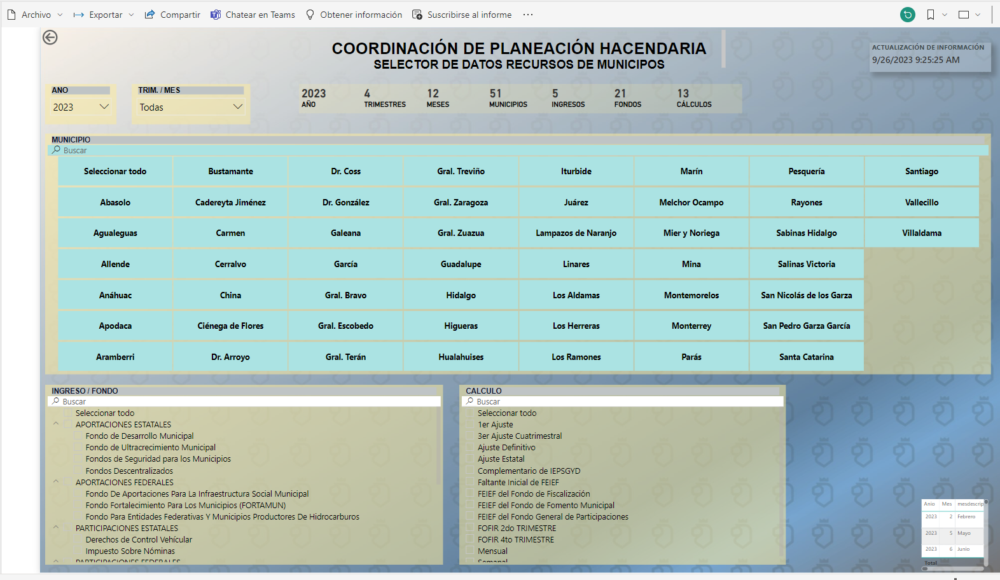 Archivo Exportar Compartir Chatear en Teams Obtener información Suscribirse al informe ···
COORDINACIÓN DE PLANEACIÓN HACENDARIA
SELECTOR DE DATOS RECURSOS DE MUNICIPOS
ACTUALIZACIÓN DE INFORMACIÓN
9/26/2023 9:25:25 AM
ANO
2023
TRIM. / MES
Todas
2023 4 12 51 5 21 13
AÑO TRIMESTRES MESES MUNICIPIOS INGRESOS FONDOS CÁLCULOS
MUNICIPIO
Buscar
Seleccionar todo Bustamante Dr. Coss Gral. Treviño Iturbide Marín Pesquería Santiago
Abasolo Cadereyta Jiménez Dr. González Gral. Zaragoza Juárez Melchor Ocampo Rayones Vallecillo
Agualeguas Carmen Galeana Gral. Zuazua Lampazos de Naranjo Mier y Noriega Sabinas Hidalgo Villaldama
Allende Cerralvo García Guadalupe Linares Mina Salinas Victoria
Anáhuac China Gral. Bravo Hidalgo Los Aldamas Montemorelos San Nicolás de los Garza
Apodaca Ciénega de Flores Gral. Escobedo Higueras Los Herreras Monterrey San Pedro Garza García
Aramberri Dr. Arroyo Gral. Terán Hualahuises Los Ramones Parás Santa Catarina
INGRESO / FONDO
Buscar
Seleccionar todo
APORTACIONES ESTATALES
Fondo de Desarrollo Municipal
Fondo de Ultracrecimiento Municipal
Fondos de Seguridad para los Municipios
Fondos Descentralizados
APORTACIONES FEDERALES
Fondo De Aportaciones Para La Infraestructura Social Municipal
Fondo Fortalecimiento Para Los Municipios (FORTAMUN)
Fondo Para Entidades Federativas Y Municipios Productores De Hidrocarburos
PARTICIPACIONES ESTATALES
Derechos de Control Vehícular
Impuesto Sobre Nóminas
PARTICIPACIONES FEDERALES
CALCULO
Buscar
Seleccionar todo
1er Ajuste
3er Ajuste Cuatrimestral
Ajuste Definitivo
Ajuste Estatal
Complementario de IEPSGYD
Faltante Inicial de FEIEF
FEIEF del Fondo de Fiscalización
FEIEF del Fondo de Fomento Municipal
FEIEF del Fondo General de Participaciones
FOFIR 2do TRIMESTRE
FOFIR 4to TRIMESTRE
Mensual
Semanal
Anio Mes mesdescrip
2023 2 Febrero
2023 5 Mayo
2023 6 Junio
Total